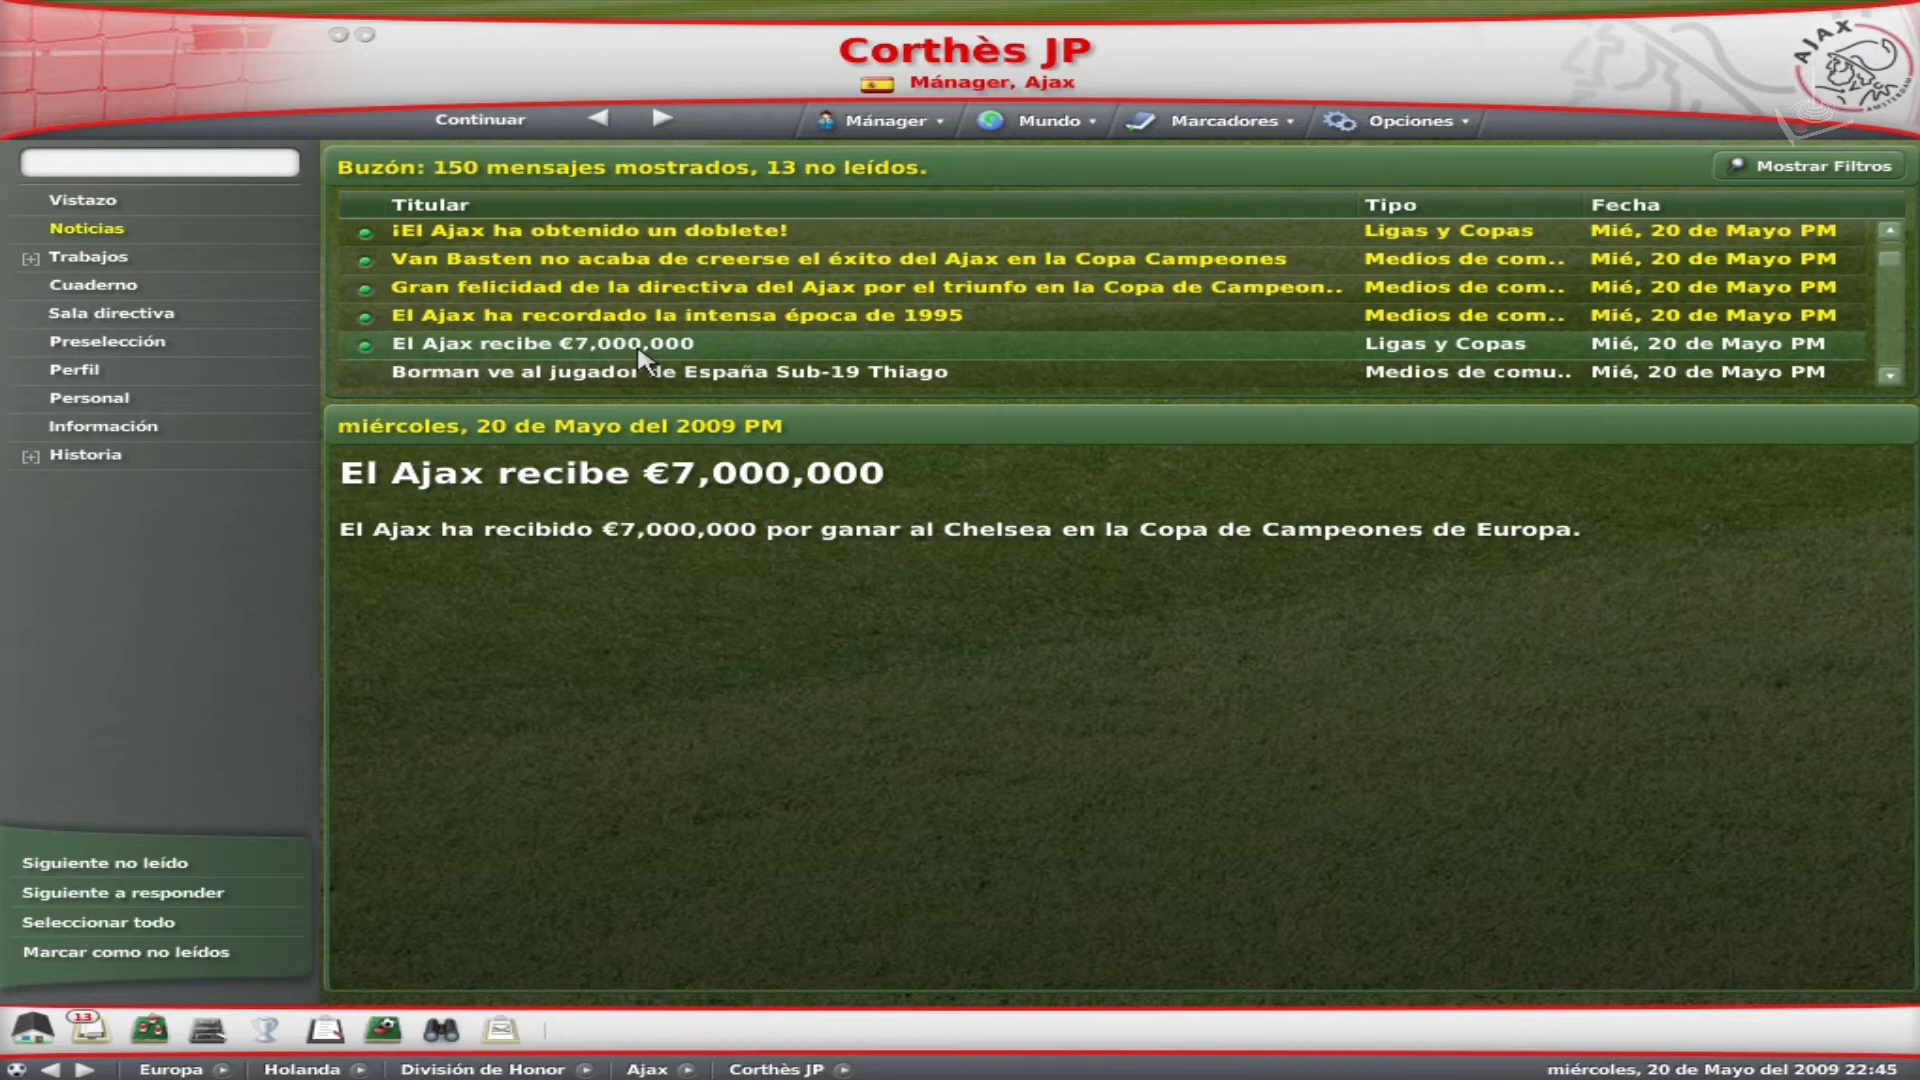 Corthès JP
Mánager, Ajax
AJAX
AMSTERDAM
Continuar
Mánager
Mundo
Marcadores
Opciones
Buzón: 150 mensajes mostrados, 13 no leídos.
Mostrar Filtros
Vistazo
Noticias
[+] Trabajos
Cuaderno
Sala directiva
Preselección
Perfil
Personal
Información
[+] Historia
Titular Tipo Fecha
¡El Ajax ha obtenido un doblete! Ligas y Copas Mié, 20 de Mayo PM
Van Basten no acaba de creerse el éxito del Ajax en la Copa Campeones Medios de com.. Mié, 20 de Mayo PM
Gran felicidad de la directiva del Ajax por el triunfo en la Copa de Campeon.. Medios de com.. Mié, 20 de Mayo PM
El Ajax ha recordado la intensa época de 1995 Medios de com.. Mié, 20 de Mayo PM
El Ajax recibe €7,000,000 Ligas y Copas Mié, 20 de Mayo PM
Borman ve al jugador de España Sub-19 Thiago Medios de comu.. Mié, 20 de Mayo PM
miércoles, 20 de Mayo del 2009 PM
El Ajax recibe €7,000,000
El Ajax ha recibido €7,000,000 por ganar al Chelsea en la Copa de Campeones de Europa.
Siguiente no leído
Siguiente a responder
Seleccionar todo
Marcar como no leídos
13
Europa Holanda División de Honor Ajax Corthès JP miércoles, 20 de Mayo del 2009 22:45